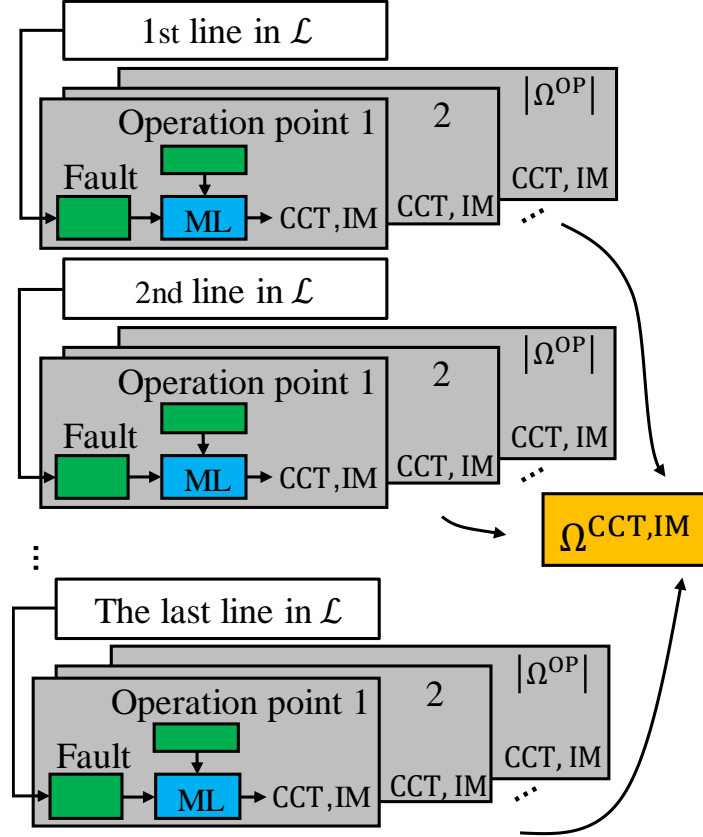 1st line in ℒ
|Ω^OP|
2
Operation point 1
Fault
ML
CCT, IM
CCT, IM
CCT, IM
...
2nd line in ℒ
|Ω^OP|
2
Operation point 1
Fault
ML
CCT, IM
CCT, IM
CCT, IM
...
Ω^CCT,IM
...
The last line in ℒ
|Ω^OP|
2
Operation point 1
Fault
ML
CCT, IM
CCT, IM
CCT, IM
...